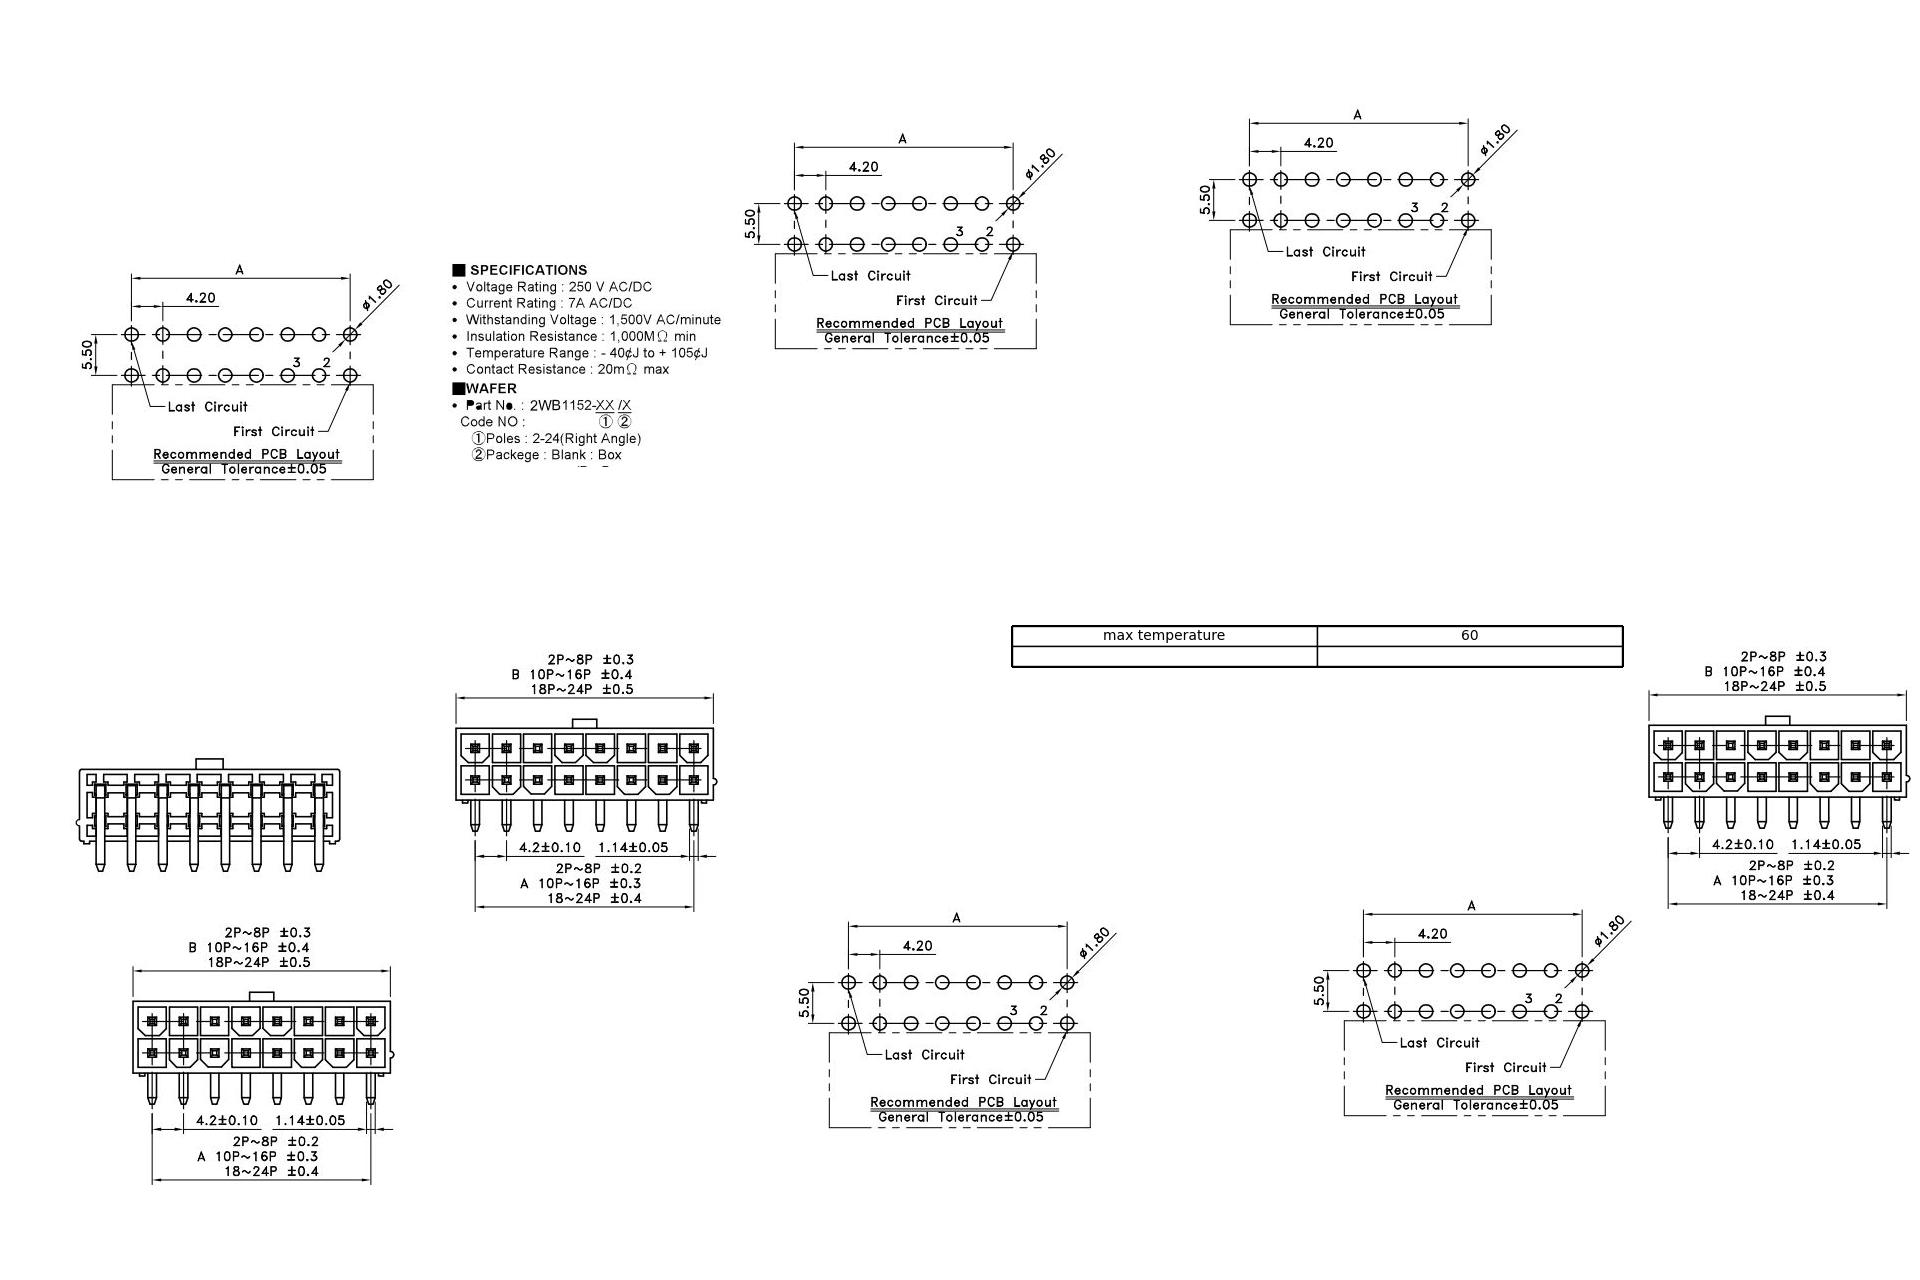 A
4.20
ø1.80
5.50
3 2
Last Circuit
First Circuit
Recommended PCB Layout
General Tolerance±0.05
A
4.20
ø1.80
5.50
3 2
Last Circuit
First Circuit
Recommended PCB Layout
General Tolerance±0.05
A
4.20
ø1.80
5.50
3 2
Last Circuit
First Circuit
Recommended PCB Layout
General Tolerance±0.05
■ SPECIFICATIONS
• Voltage Rating : 250 V AC/DC
• Current Rating : 7A AC/DC
• Withstanding Voltage : 1,500V AC/minute
• Insulation Resistance : 1,000MΩ min
• Temperature Range : - 40¢J to + 105¢J
• Contact Resistance : 20mΩ max
■WAFER
• Part No. : 2WB1152-XX /X
Code NO : ① ②
①Poles : 2-24(Right Angle)
②Packege : Blank : Box
max temperature 60
2P~8P ±0.3
B 10P~16P ±0.4
18P~24P ±0.5
4.2±0.10 1.14±0.05
2P~8P ±0.2
A 10P~16P ±0.3
18~24P ±0.4
2P~8P ±0.3
B 10P~16P ±0.4
18P~24P ±0.5
4.2±0.10 1.14±0.05
2P~8P ±0.2
A 10P~16P ±0.3
18~24P ±0.4
2P~8P ±0.3
B 10P~16P ±0.4
18P~24P ±0.5
4.2±0.10 1.14±0.05
2P~8P ±0.2
A 10P~16P ±0.3
18~24P ±0.4
A
4.20
ø1.80
5.50
3 2
Last Circuit
First Circuit
Recommended PCB Layout
General Tolerance±0.05
A
4.20
ø1.80
5.50
3 2
Last Circuit
First Circuit
Recommended PCB Layout
General Tolerance±0.05